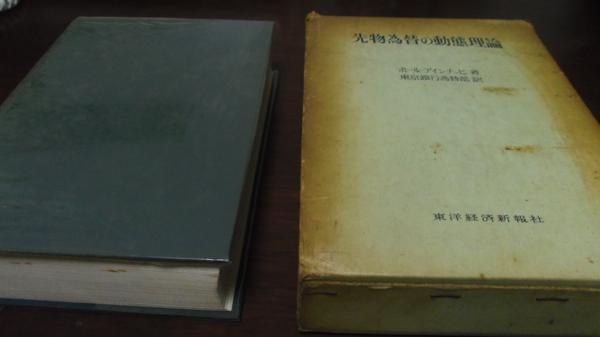 先物為替の動態理論
ポール・アインチッヒ 著
東京銀行為替部 訳
東洋経済新報社